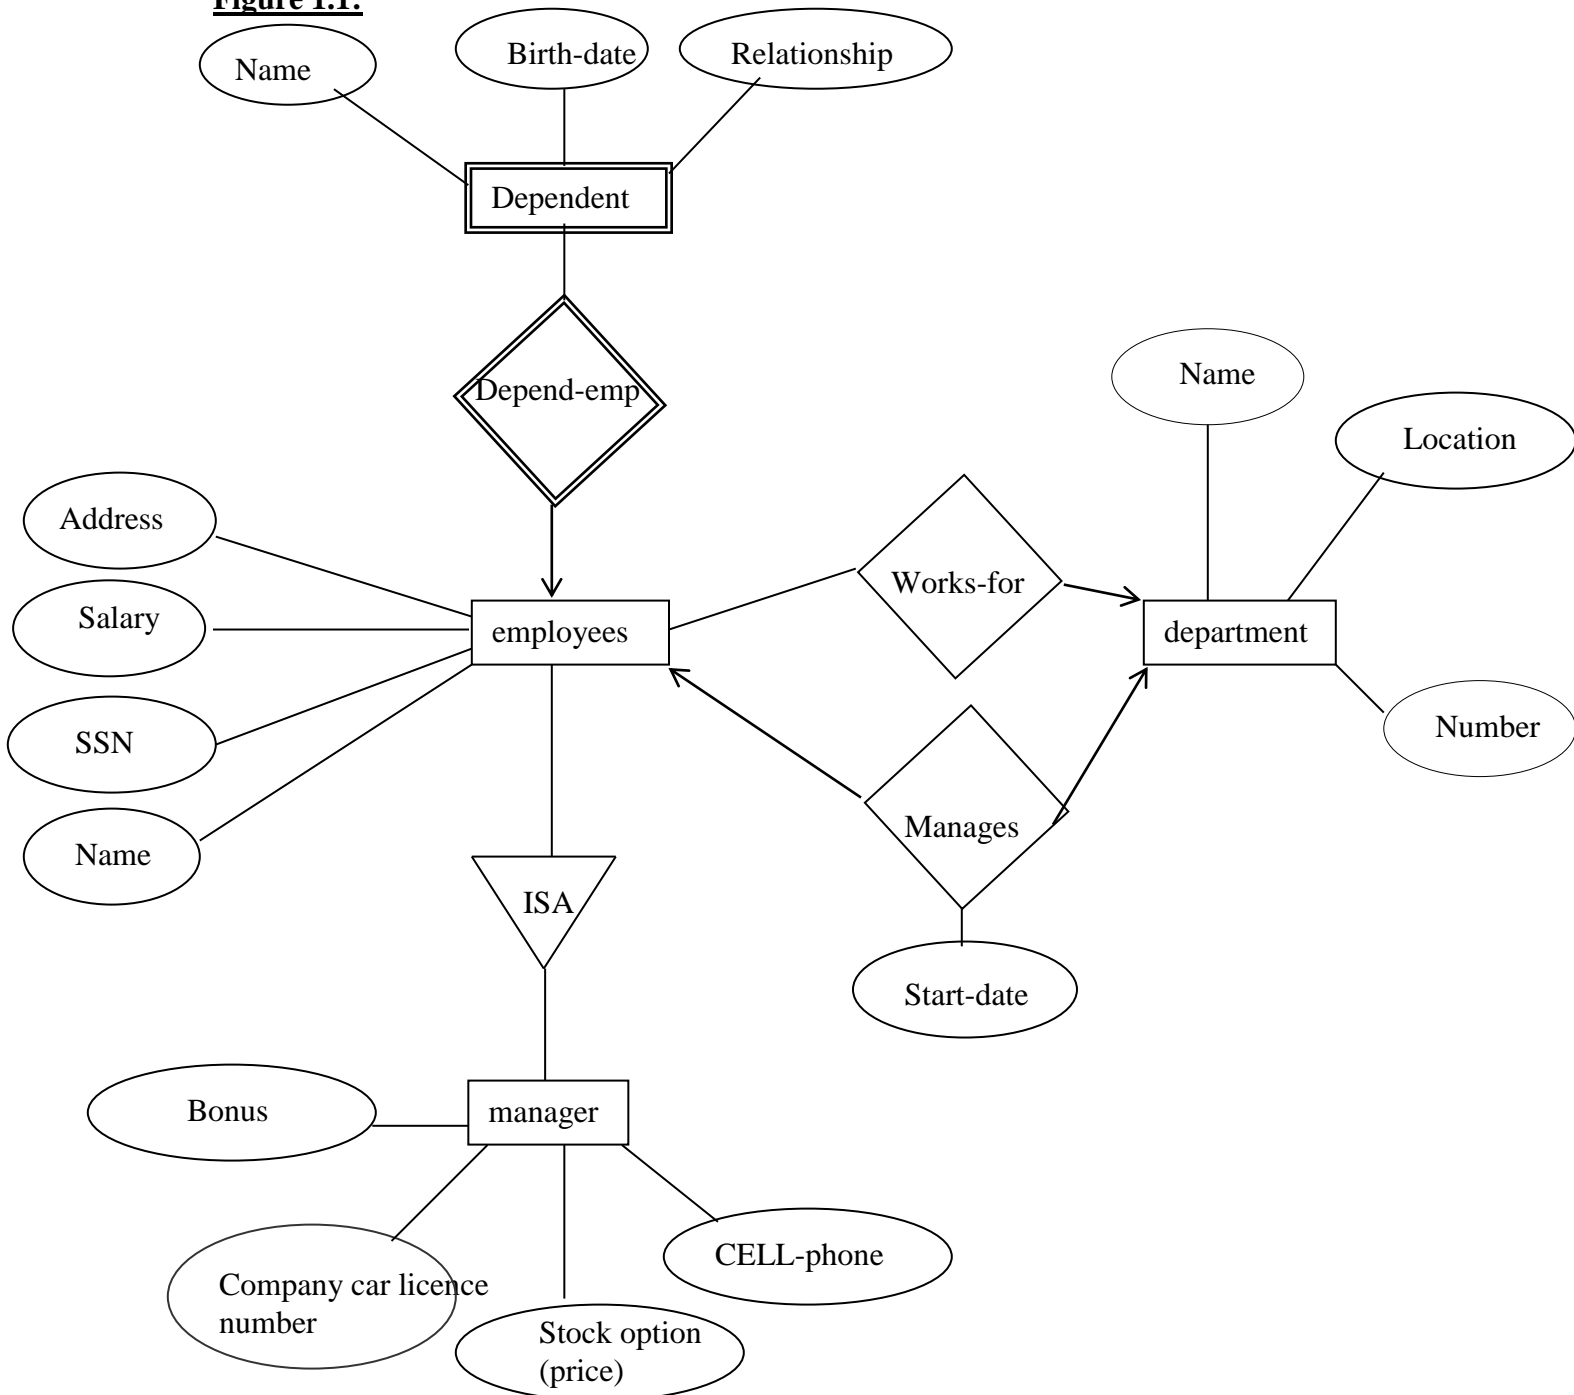 Figure 1.1:
Name
Birth-date
Relationship
Dependent
Depend-emp
Name
Location
Address
Works-for
Salary
employees
department
SSN
Number
Manages
Name
ISA
Start-date
Bonus
manager
CELL-phone
Company car licence
number
Stock option
(price)